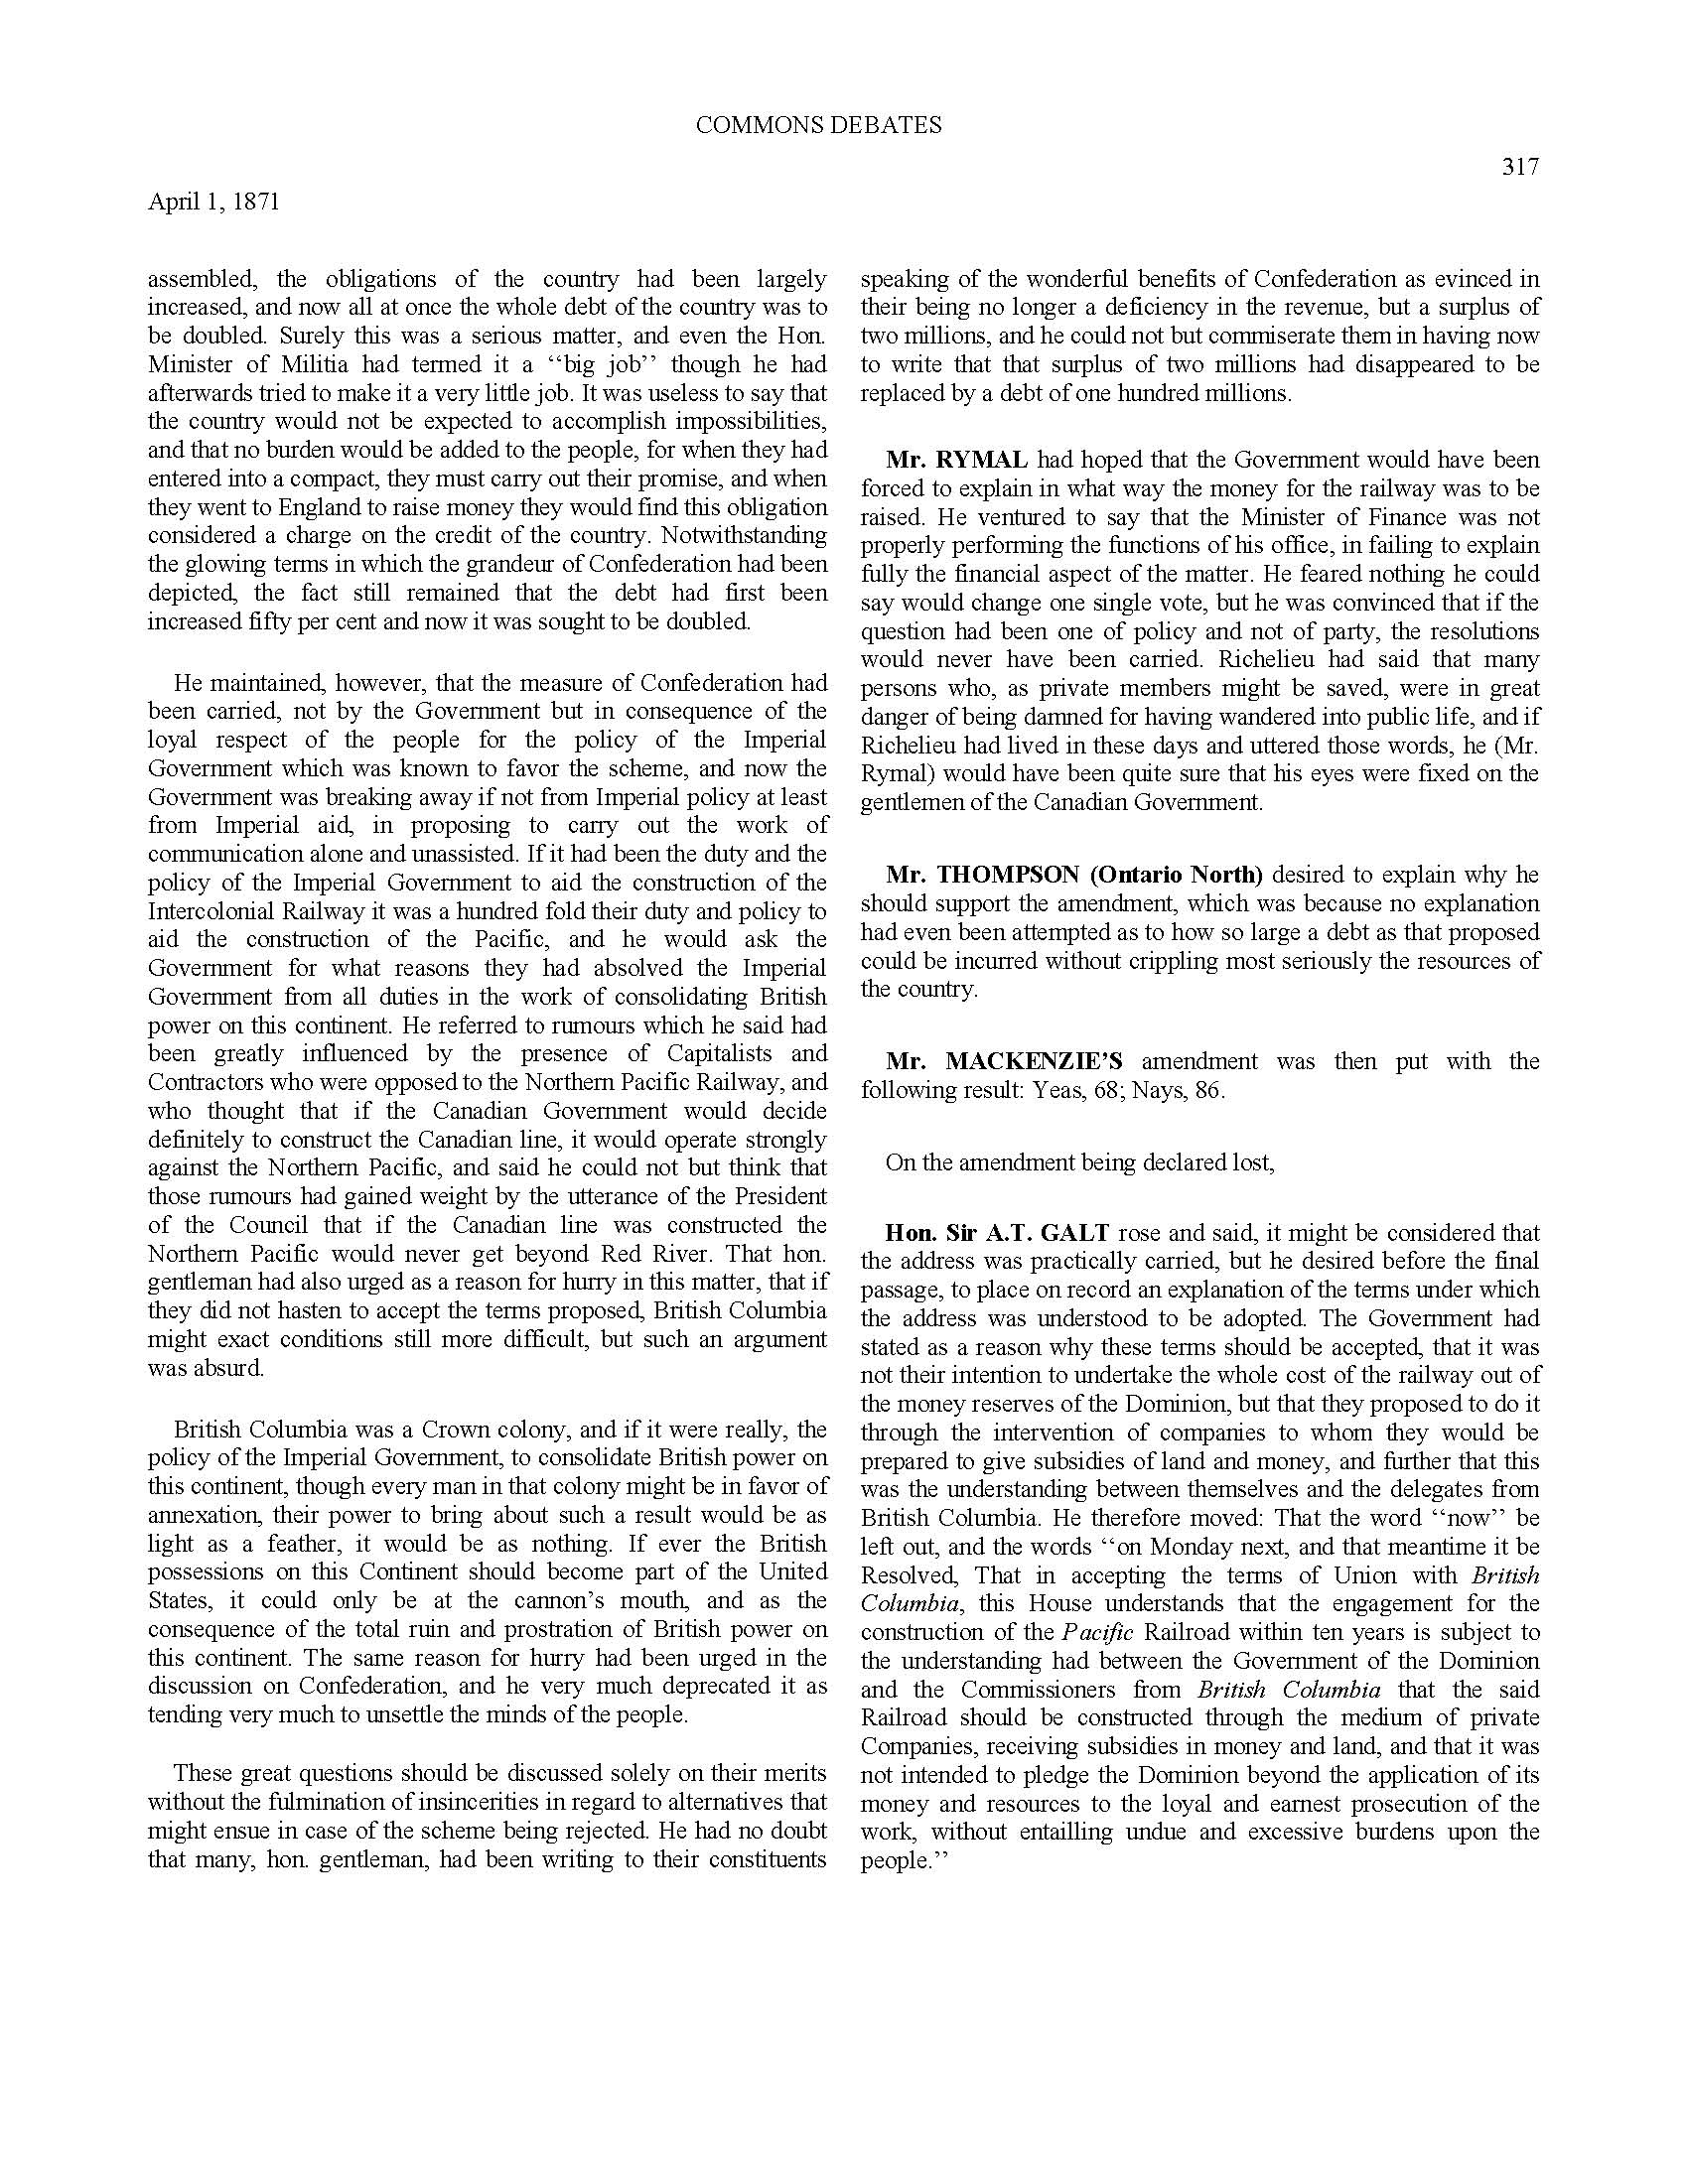 COMMONS DEBATES
317
April 1, 1871
assembled, the obligations of the country had been largely
increased, and now all at once the whole debt of the country was to
be doubled. Surely this was a serious matter, and even the Hon.
Minister of Militia had termed it a ‘‘big job’’ though he had
afterwards tried to make it a very little job. It was useless to say that
the country would not be expected to accomplish impossibilities,
and that no burden would be added to the people, for when they had
entered into a compact, they must carry out their promise, and when
they went to England to raise money they would find this obligation
considered a charge on the credit of the country. Notwithstanding
the glowing terms in which the grandeur of Confederation had been
depicted, the fact still remained that the debt had first been
increased fifty per cent and now it was sought to be doubled.
He maintained, however, that the measure of Confederation had
been carried, not by the Government but in consequence of the
loyal respect of the people for the policy of the Imperial
Government which was known to favor the scheme, and now the
Government was breaking away if not from Imperial policy at least
from Imperial aid, in proposing to carry out the work of
communication alone and unassisted. If it had been the duty and the
policy of the Imperial Government to aid the construction of the
Intercolonial Railway it was a hundred fold their duty and policy to
aid the construction of the Pacific, and he would ask the
Government for what reasons they had absolved the Imperial
Government from all duties in the work of consolidating British
power on this continent. He referred to rumours which he said had
been greatly influenced by the presence of Capitalists and
Contractors who were opposed to the Northern Pacific Railway, and
who thought that if the Canadian Government would decide
definitely to construct the Canadian line, it would operate strongly
against the Northern Pacific, and said he could not but think that
those rumours had gained weight by the utterance of the President
of the Council that if the Canadian line was constructed the
Northern Pacific would never get beyond Red River. That hon.
gentleman had also urged as a reason for hurry in this matter, that if
they did not hasten to accept the terms proposed, British Columbia
might exact conditions still more difficult, but such an argument
was absurd.
British Columbia was a Crown colony, and if it were really, the
policy of the Imperial Government, to consolidate British power on
this continent, though every man in that colony might be in favor of
annexation, their power to bring about such a result would be as
light as a feather, it would be as nothing. If ever the British
possessions on this Continent should become part of the United
States, it could only be at the cannon’s mouth, and as the
consequence of the total ruin and prostration of British power on
this continent. The same reason for hurry had been urged in the
discussion on Confederation, and he very much deprecated it as
tending very much to unsettle the minds of the people.
These great questions should be discussed solely on their merits
without the fulmination of insincerities in regard to alternatives that
might ensue in case of the scheme being rejected. He had no doubt
that many, hon. gentleman, had been writing to their constituents
speaking of the wonderful benefits of Confederation as evinced in
their being no longer a deficiency in the revenue, but a surplus of
two millions, and he could not but commiserate them in having now
to write that that surplus of two millions had disappeared to be
replaced by a debt of one hundred millions.
Mr. RYMAL had hoped that the Government would have been
forced to explain in what way the money for the railway was to be
raised. He ventured to say that the Minister of Finance was not
properly performing the functions of his office, in failing to explain
fully the financial aspect of the matter. He feared nothing he could
say would change one single vote, but he was convinced that if the
question had been one of policy and not of party, the resolutions
would never have been carried. Richelieu had said that many
persons who, as private members might be saved, were in great
danger of being damned for having wandered into public life, and if
Richelieu had lived in these days and uttered those words, he (Mr.
Rymal) would have been quite sure that his eyes were fixed on the
gentlemen of the Canadian Government.
Mr. THOMPSON (Ontario North) desired to explain why he
should support the amendment, which was because no explanation
had even been attempted as to how so large a debt as that proposed
could be incurred without crippling most seriously the resources of
the country.
Mr. MACKENZIE’S amendment was then put with the
following result: Yeas, 68; Nays, 86.
On the amendment being declared lost,
Hon. Sir A.T. GALT rose and said, it might be considered that
the address was practically carried, but he desired before the final
passage, to place on record an explanation of the terms under which
the address was understood to be adopted. The Government had
stated as a reason why these terms should be accepted, that it was
not their intention to undertake the whole cost of the railway out of
the money reserves of the Dominion, but that they proposed to do it
through the intervention of companies to whom they would be
prepared to give subsidies of land and money, and further that this
was the understanding between themselves and the delegates from
British Columbia. He therefore moved: That the word ‘‘now’’ be
left out, and the words ‘‘on Monday next, and that meantime it be
Resolved, That in accepting the terms of Union with British
Columbia, this House understands that the engagement for the
construction of the Pacific Railroad within ten years is subject to
the understanding had between the Government of the Dominion
and the Commissioners from British Columbia that the said
Railroad should be constructed through the medium of private
Companies, receiving subsidies in money and land, and that it was
not intended to pledge the Dominion beyond the application of its
money and resources to the loyal and earnest prosecution of the
work, without entailling undue and excessive burdens upon the
people.’’